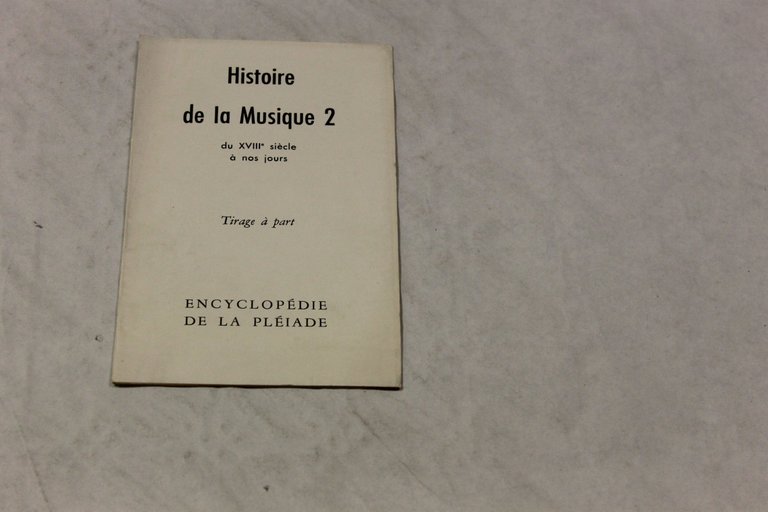 Histoire
de la Musique 2
du XVIIIᵉ siècle
à nos jours
Tirage à part
ENCYCLOPÉDIE
DE LA PLÉIADE